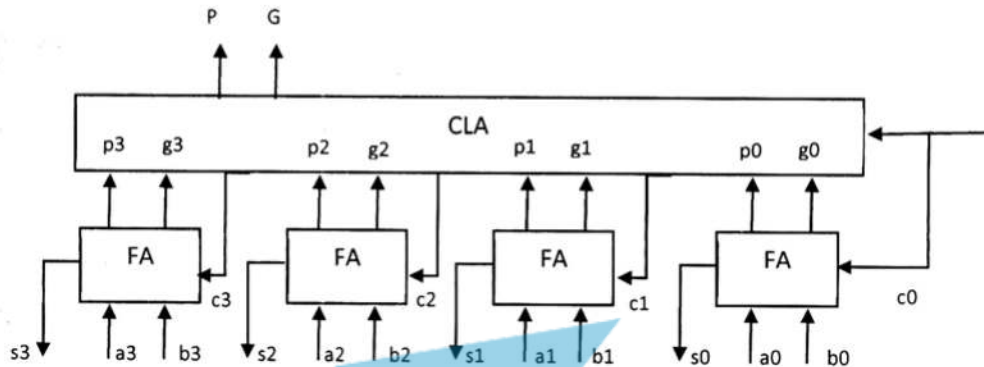 P G
CLA
p3 g3 p2 g2 p1 g1 p0 g0
FA FA FA FA
c3 c2 c1 c0
s3 a3 b3 s2 a2 b2 s1 a1 b1 s0 a0 b0